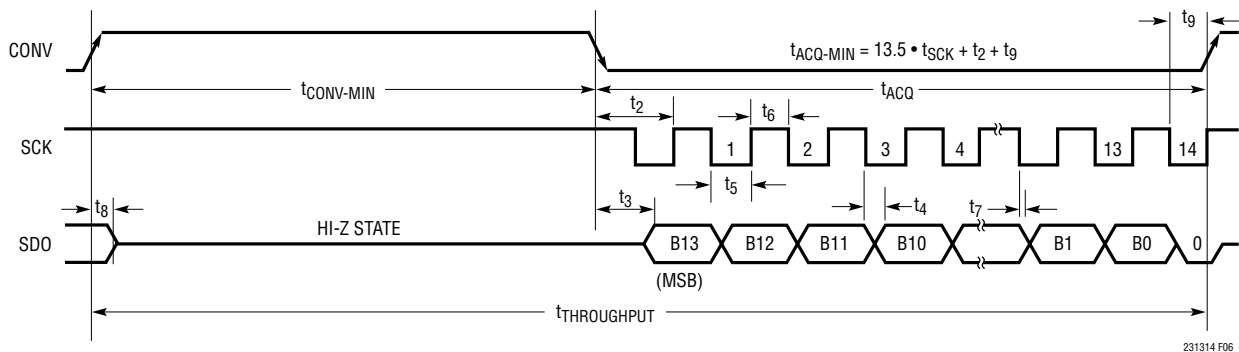 CONV
t9
tACQ-MIN = 13.5 • tSCK + t2 + t9
tCONV-MIN
tACQ
t2
t6
SCK
1
2
3
4
13
14
t5
t3
t8
t4
t7
HI-Z STATE
SDO
B13
B12
B11
B10
B1
B0
0
(MSB)
tTHROUGHPUT
231314 F06